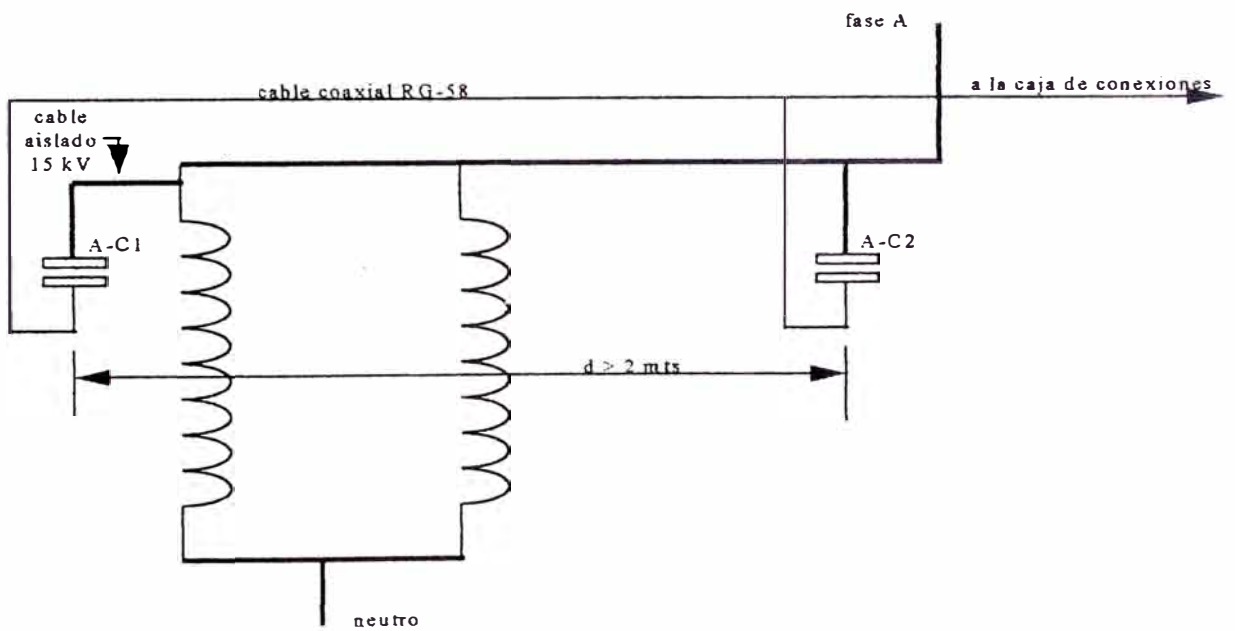 fase A
cable coaxial RG-58
a la caja de conexiones
cable
aislado
15 kV
A-C1
A-C2
d > 2 mts
neutro